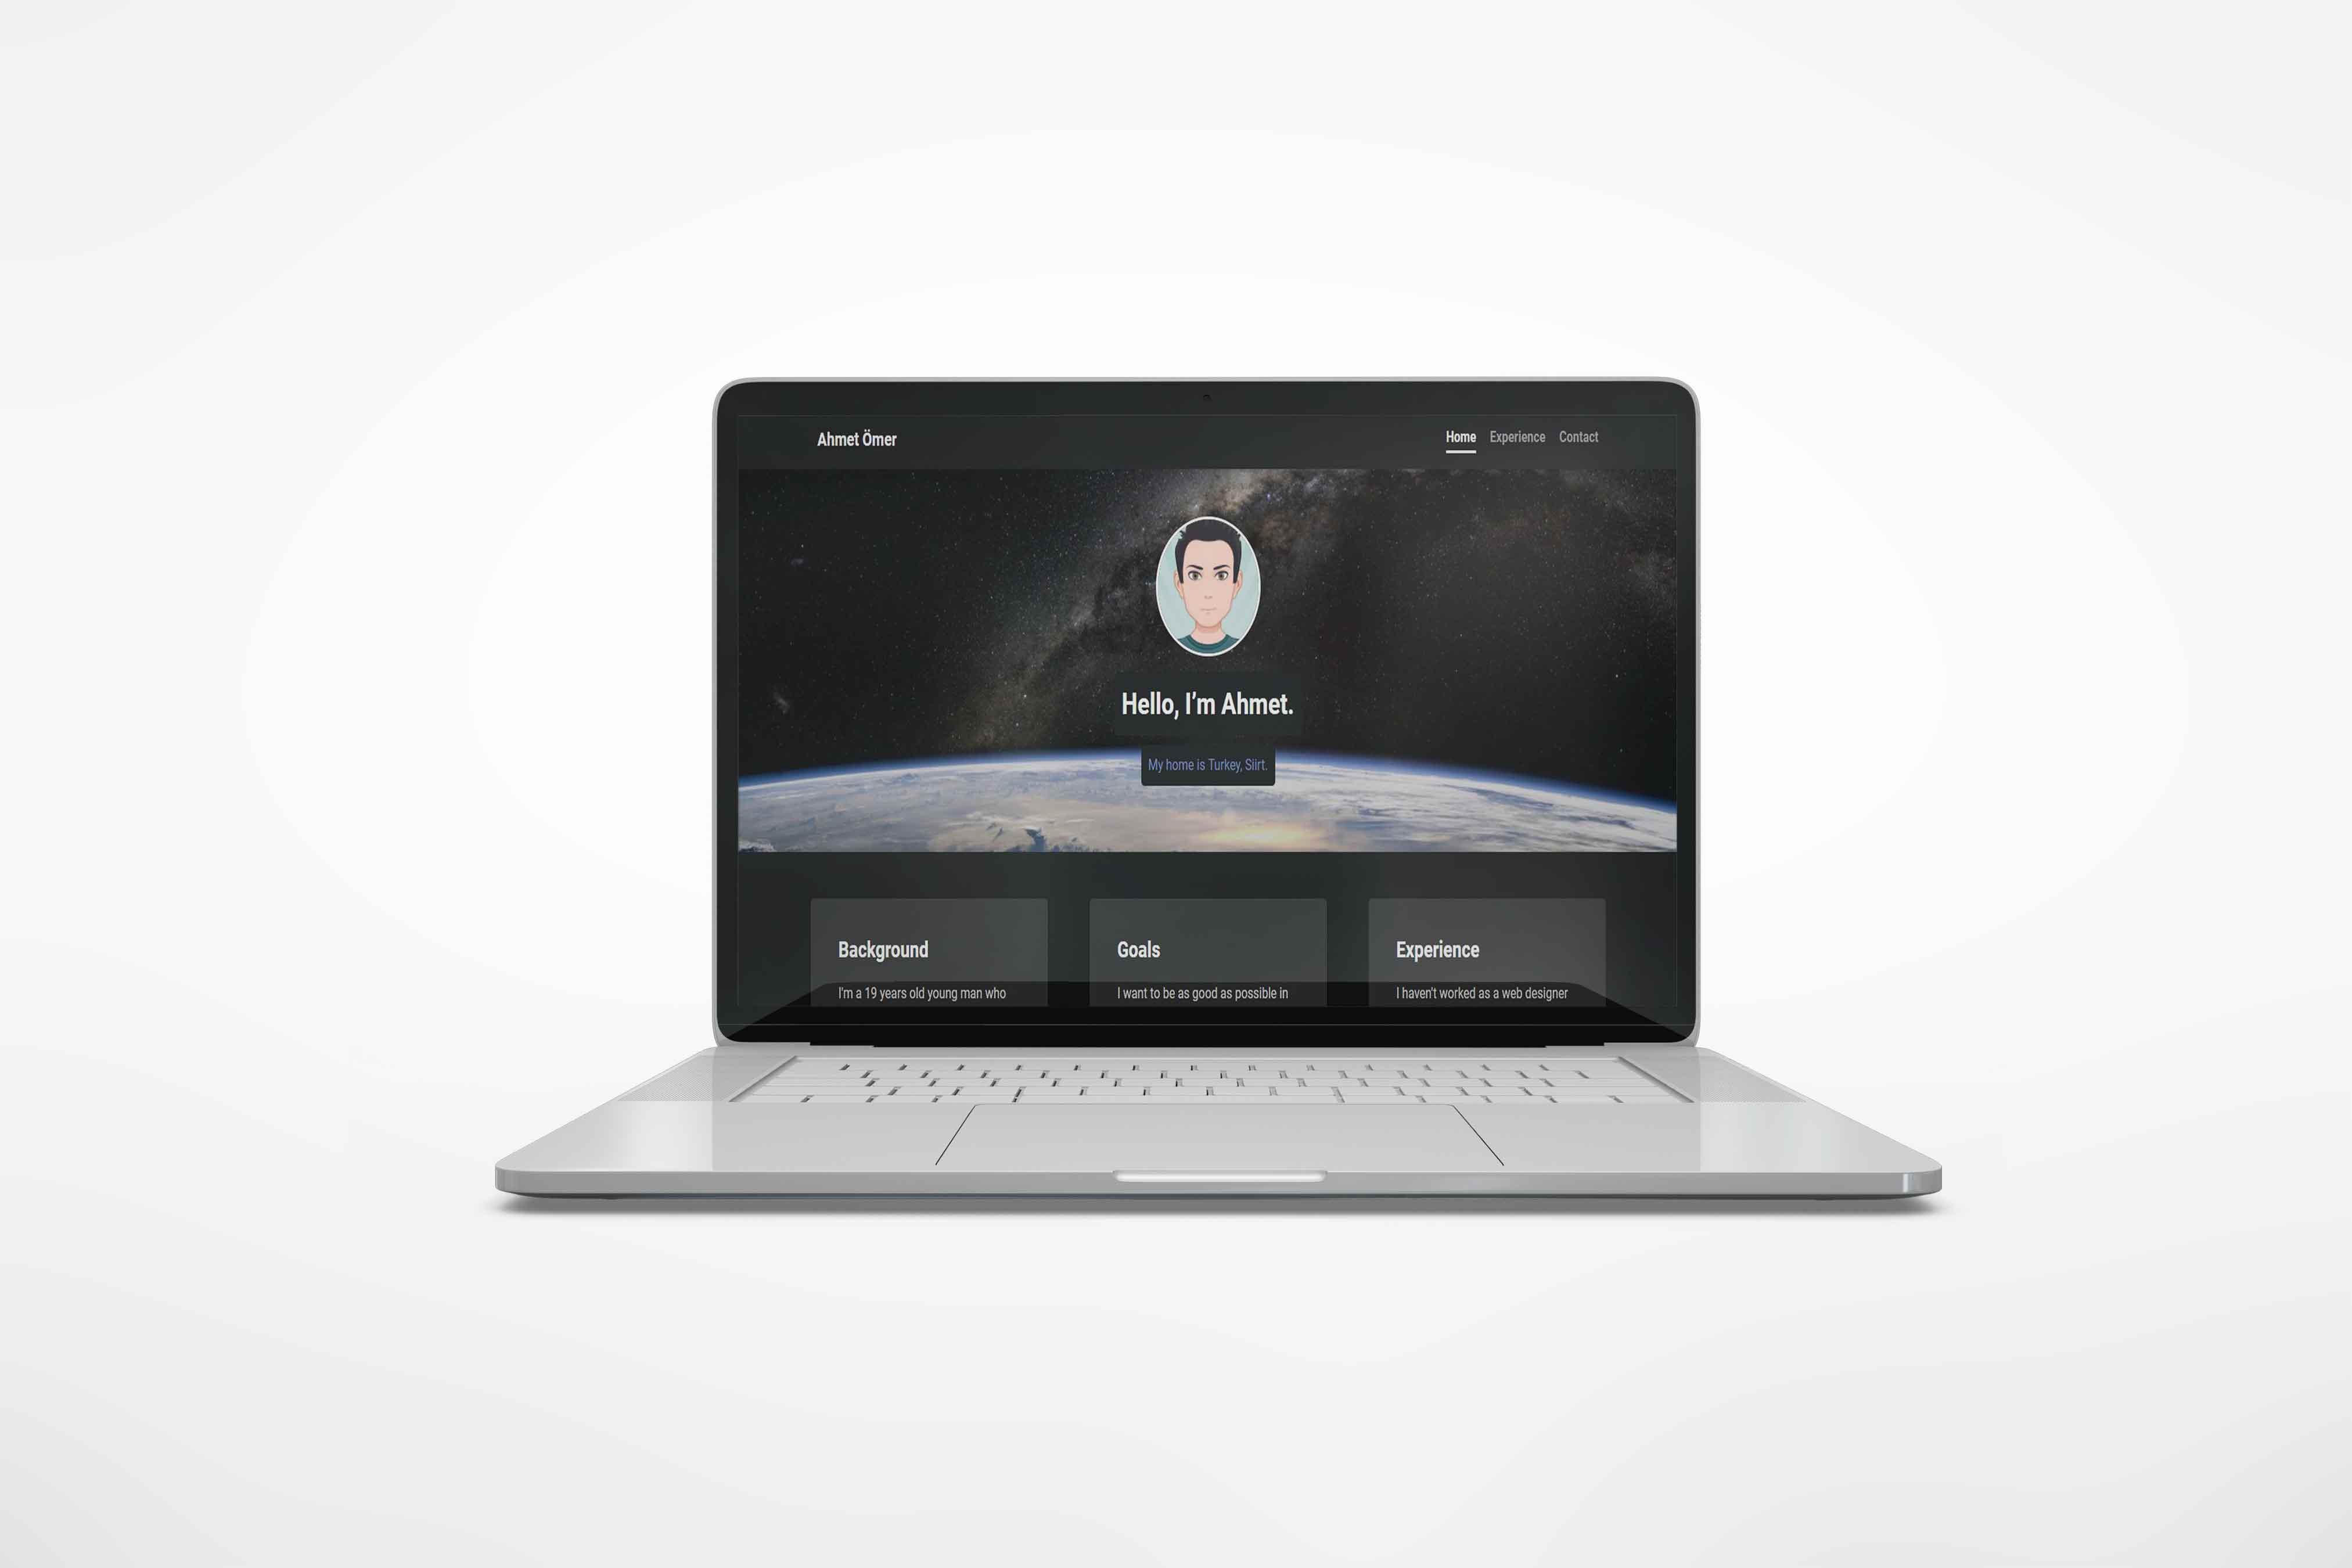 Ahmet Ömer
Home Experience Contact
Hello, I'm Ahmet.
My home is Turkey, Siirt.
Background
I'm a 19 years old young man who
Goals
I want to be as good as possible in
Experience
I haven't worked as a web designer